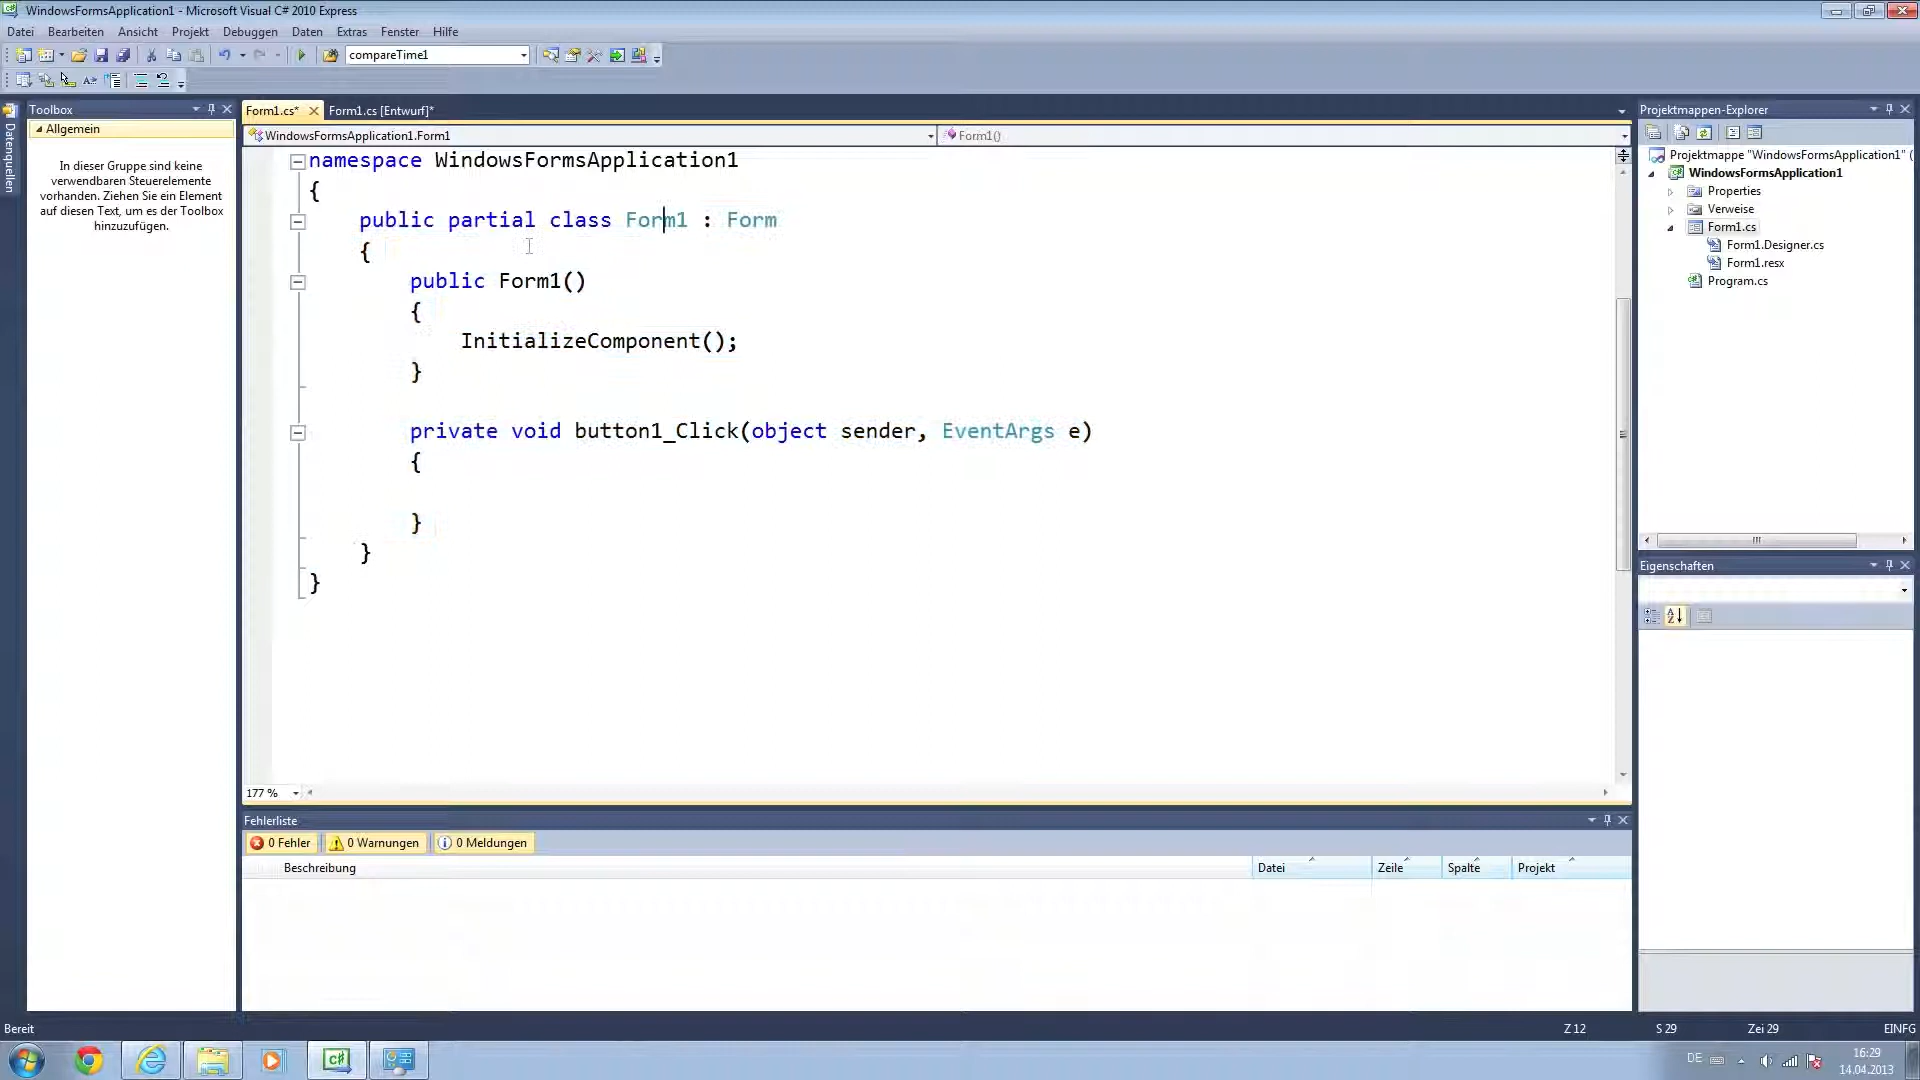 WindowsFormsApplication1 - Microsoft Visual C# 2010 Express
Datei Bearbeiten Ansicht Projekt Debuggen Daten Extras Fenster Hilfe
compareTime1
Datenquellen
Toolbox
Allgemein
In dieser Gruppe sind keine
verwendbaren Steuerelemente
vorhanden. Ziehen Sie ein Element
auf diesen Text, um es der Toolbox
hinzuzufügen.
Form1.cs* Form1.cs [Entwurf]*
WindowsFormsApplication1.Form1 Form1()
namespace WindowsFormsApplication1
{
public partial class Form1 : Form
{
public Form1()
{
InitializeComponent();
}
private void button1_Click(object sender, EventArgs e)
{
}
}
}
177 %
Fehlerliste
0 Fehler 0 Warnungen 0 Meldungen
Beschreibung Datei Zeile Spalte Projekt
Projektmappen-Explorer
Projektmappe "WindowsFormsApplication1" (
WindowsFormsApplication1
Properties
Verweise
Form1.cs
Form1.Designer.cs
Form1.resx
Program.cs
Eigenschaften
Bereit Z 12 S 29 Zei 29 EINFG
DE
16:29
14.04.2013